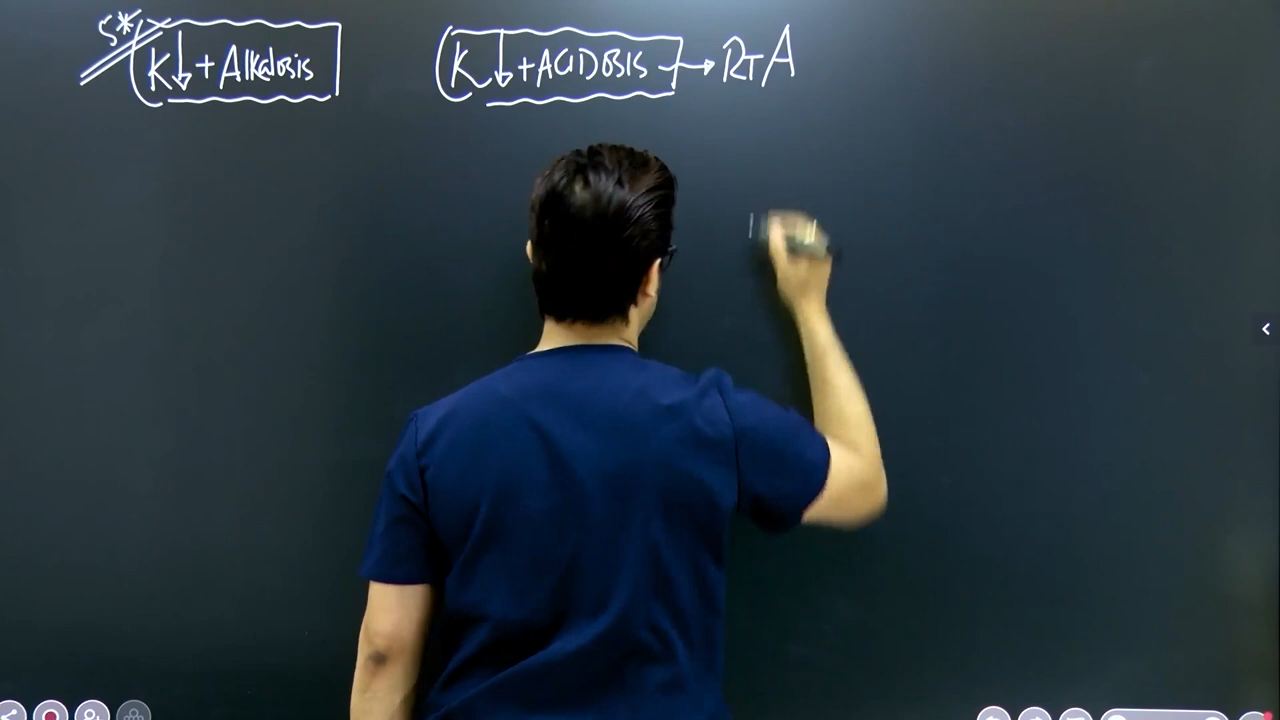 5* (K↓ + Alkalosis (K↓ + ACIDOSIS → RTA